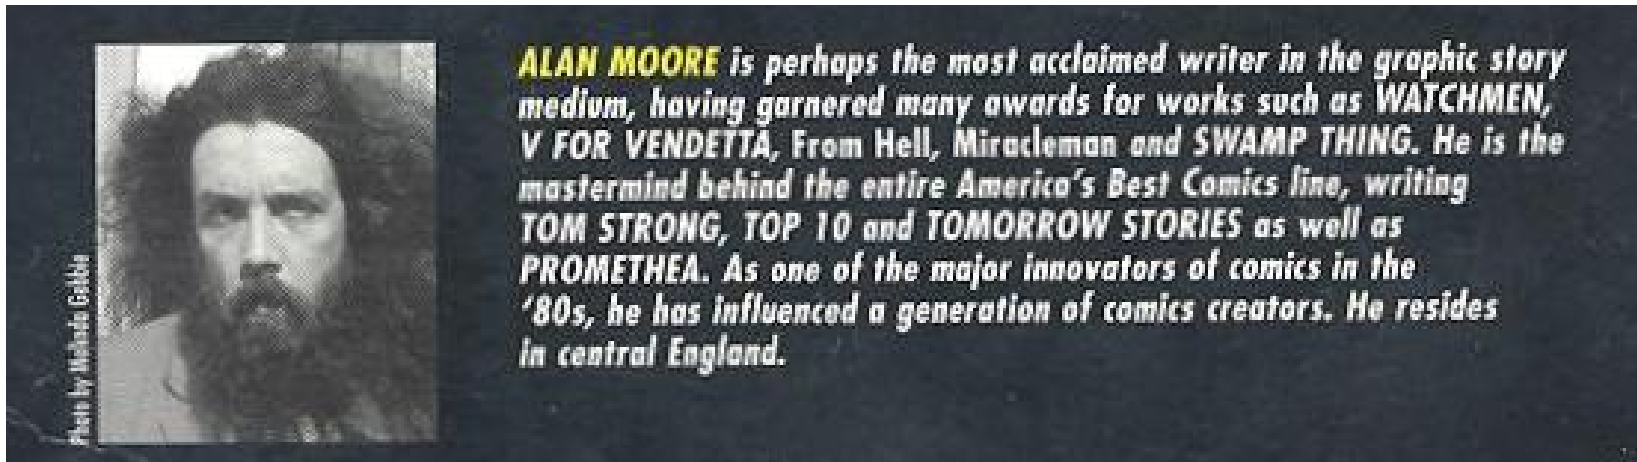 ALAN MOORE is perhaps the most acclaimed writer in the graphic story
medium, having garnered many awards for works such as WATCHMEN,
V FOR VENDETTA, From Hell, Miracleman and SWAMP THING. He is the
mastermind behind the entire America's Best Comics line, writing
TOM STRONG, TOP 10 and TOMORROW STORIES as well as
PROMETHEA. As one of the major innovators of comics in the
'80s, he has influenced a generation of comics creators. He resides
in central England.
Photo by Melinda Gebbie